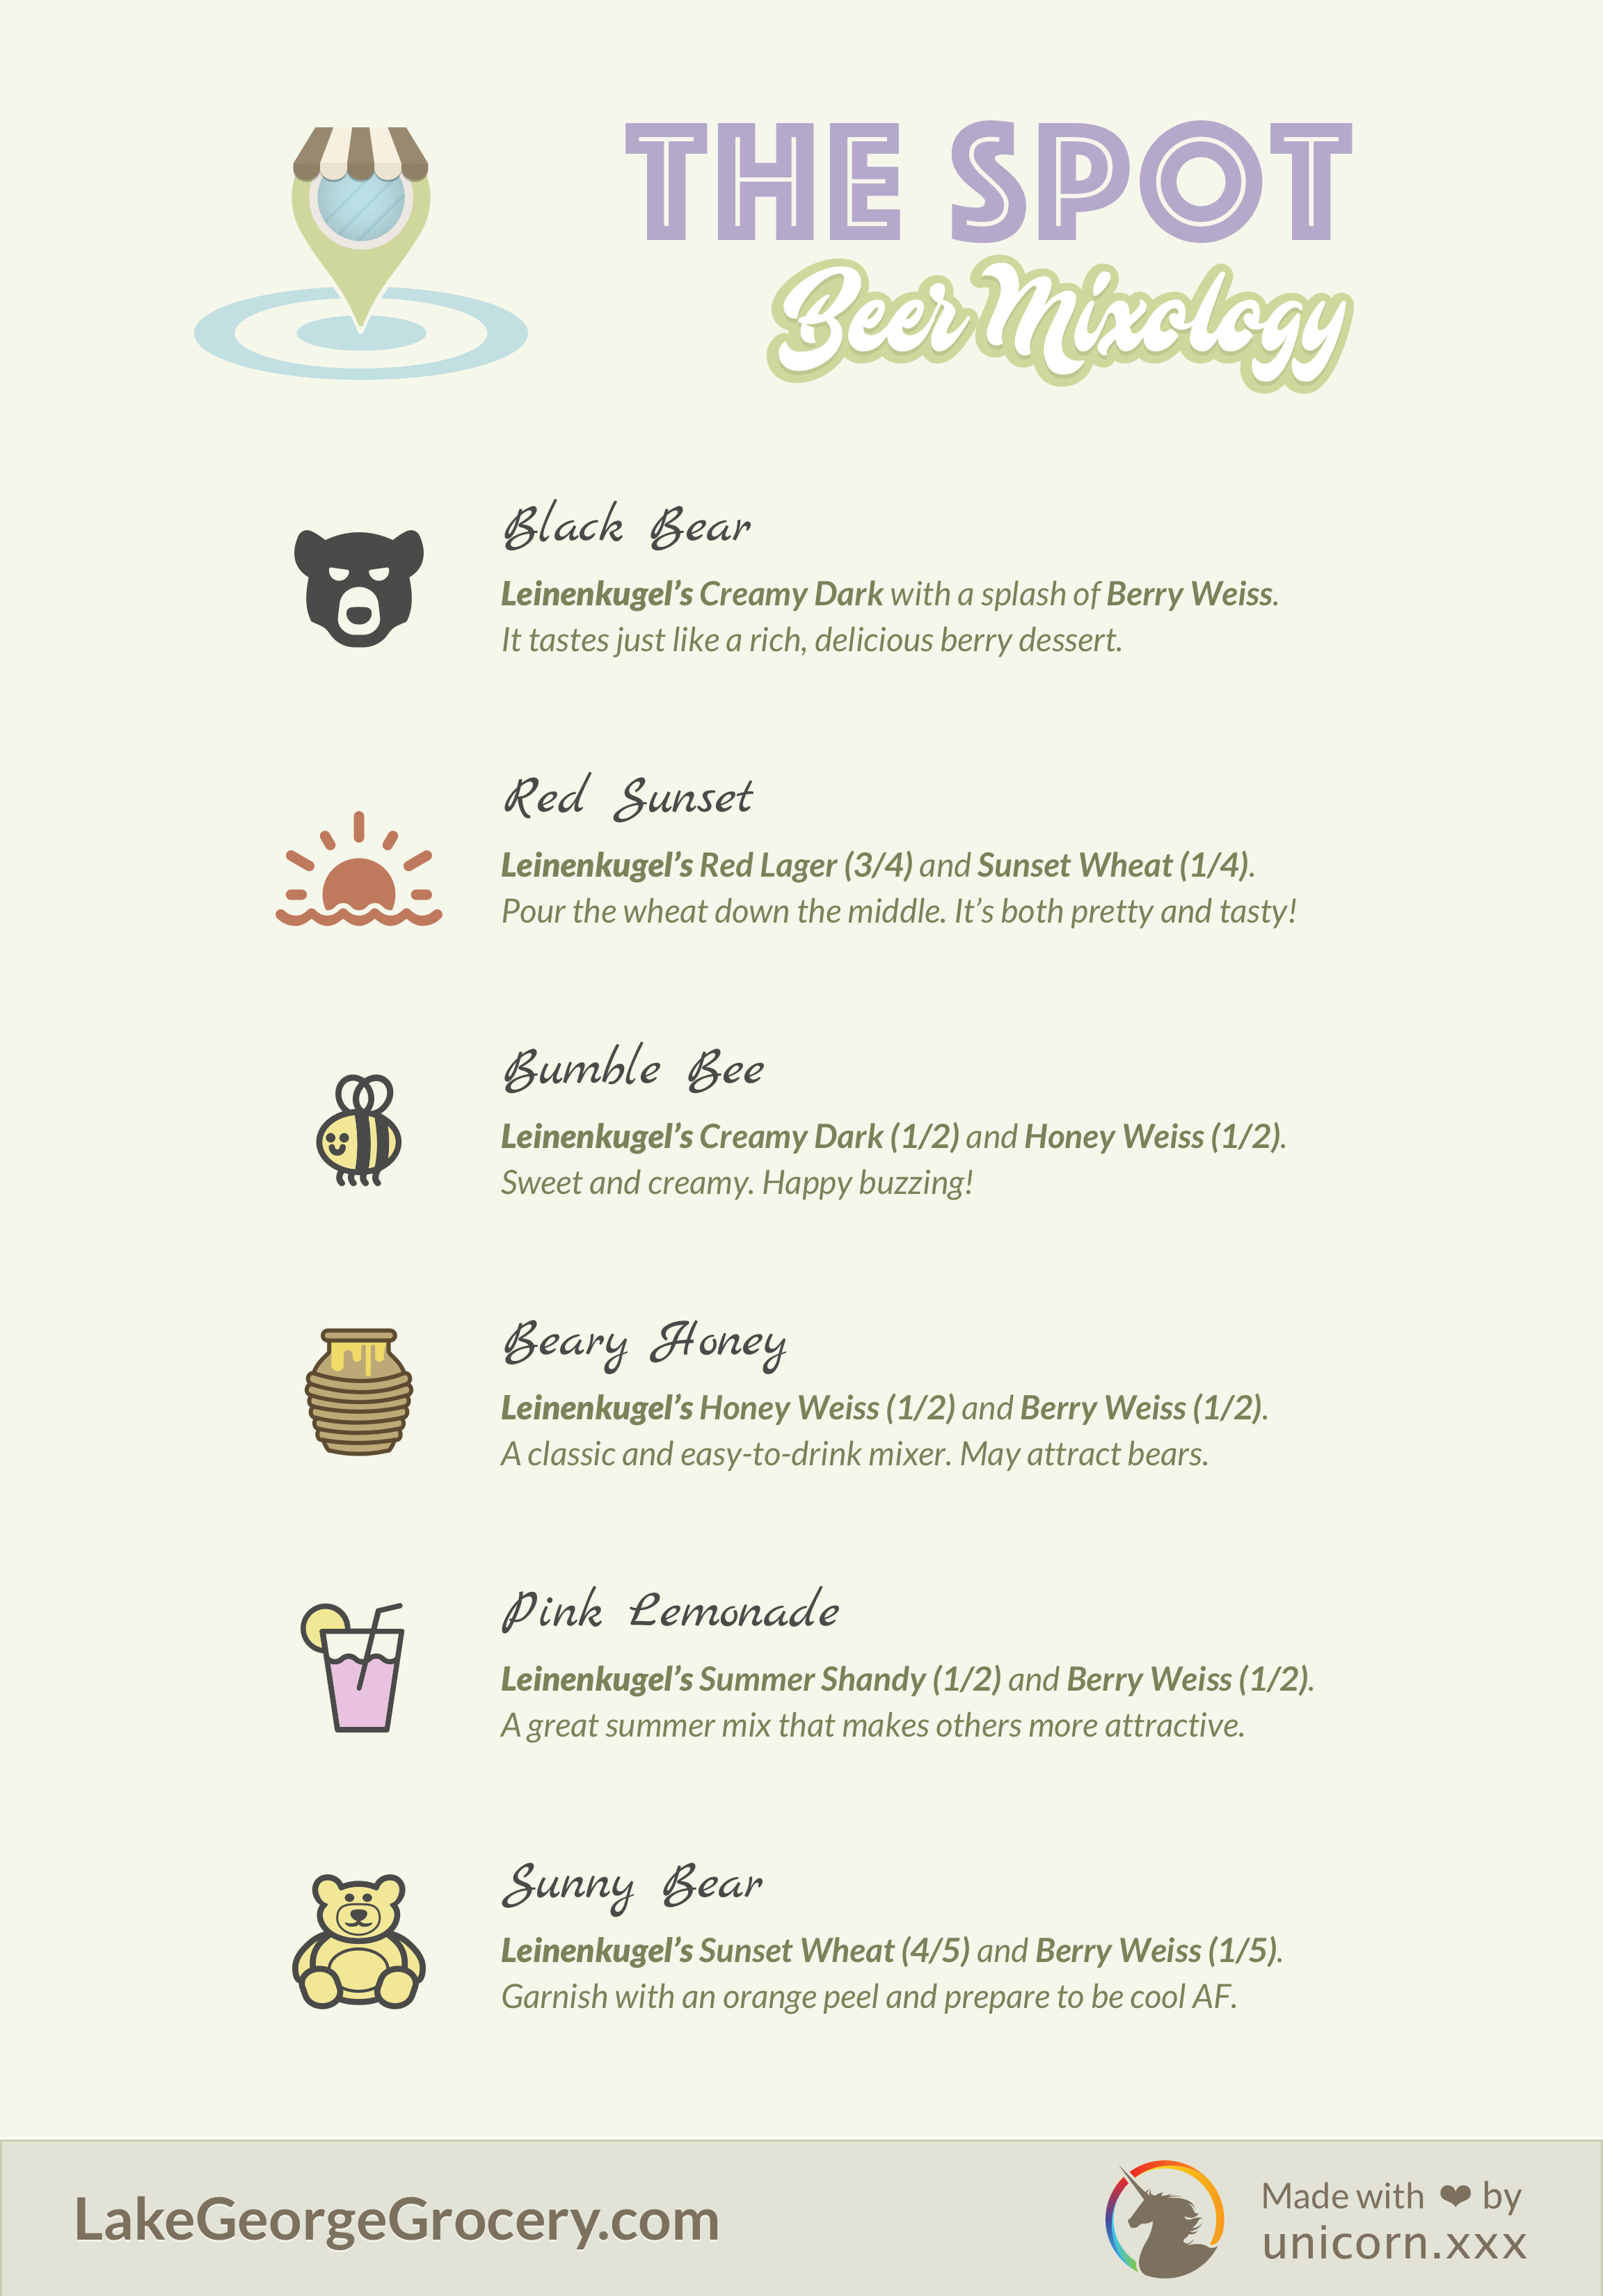 THE SPOT
Beer Mixology
Black Bear
Leinenkugel’s Creamy Dark with a splash of Berry Weiss.
It tastes just like a rich, delicious berry dessert.
Red Sunset
Leinenkugel’s Red Lager (3/4) and Sunset Wheat (1/4).
Pour the wheat down the middle. It’s both pretty and tasty!
Bumble Bee
Leinenkugel’s Creamy Dark (1/2) and Honey Weiss (1/2).
Sweet and creamy. Happy buzzing!
Beary Honey
Leinenkugel’s Honey Weiss (1/2) and Berry Weiss (1/2).
A classic and easy-to-drink mixer. May attract bears.
Pink Lemonade
Leinenkugel’s Summer Shandy (1/2) and Berry Weiss (1/2).
A great summer mix that makes others more attractive.
Sunny Bear
Leinenkugel’s Sunset Wheat (4/5) and Berry Weiss (1/5).
Garnish with an orange peel and prepare to be cool AF.
LakeGeorgeGrocery.com
Made with ❤ by
unicorn.xxx